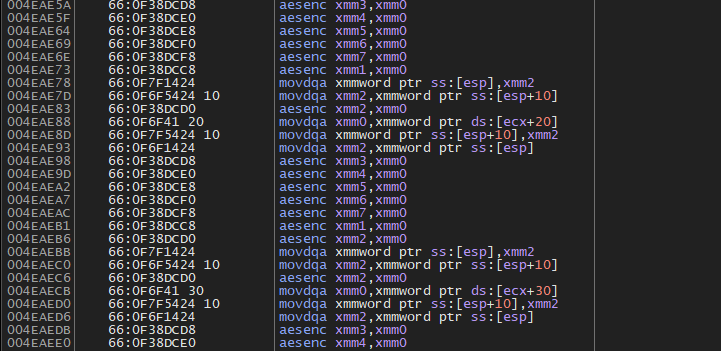 004EAE5A 66:0F38DCD8 aesenc xmm3,xmm0
004EAE5F 66:0F38DCE0 aesenc xmm4,xmm0
004EAE64 66:0F38DCE8 aesenc xmm5,xmm0
004EAE69 66:0F38DCF0 aesenc xmm6,xmm0
004EAE6E 66:0F38DCF8 aesenc xmm7,xmm0
004EAE73 66:0F38DCC8 aesenc xmm1,xmm0
004EAE78 66:0F7F1424 movdqa xmmword ptr ss:[esp],xmm2
004EAE7D 66:0F6F5424 10 movdqa xmm2,xmmword ptr ss:[esp+10]
004EAE83 66:0F38DCD0 aesenc xmm2,xmm0
004EAE88 66:0F6F41 20 movdqa xmm0,xmmword ptr ds:[ecx+20]
004EAE8D 66:0F7F5424 10 movdqa xmmword ptr ss:[esp+10],xmm2
004EAE93 66:0F6F1424 movdqa xmm2,xmmword ptr ss:[esp]
004EAE98 66:0F38DCD8 aesenc xmm3,xmm0
004EAE9D 66:0F38DCE0 aesenc xmm4,xmm0
004EAEA2 66:0F38DCE8 aesenc xmm5,xmm0
004EAEA7 66:0F38DCF0 aesenc xmm6,xmm0
004EAEAC 66:0F38DCF8 aesenc xmm7,xmm0
004EAEB1 66:0F38DCC8 aesenc xmm1,xmm0
004EAEB6 66:0F38DCD0 aesenc xmm2,xmm0
004EAEBB 66:0F7F1424 movdqa xmmword ptr ss:[esp],xmm2
004EAEC0 66:0F6F5424 10 movdqa xmm2,xmmword ptr ss:[esp+10]
004EAEC6 66:0F38DCD0 aesenc xmm2,xmm0
004EAECB 66:0F6F41 30 movdqa xmm0,xmmword ptr ds:[ecx+30]
004EAED0 66:0F7F5424 10 movdqa xmmword ptr ss:[esp+10],xmm2
004EAED6 66:0F6F1424 movdqa xmm2,xmmword ptr ss:[esp]
004EAEDB 66:0F38DCD8 aesenc xmm3,xmm0
004EAEE0 66:0F38DCE0 aesenc xmm4,xmm0